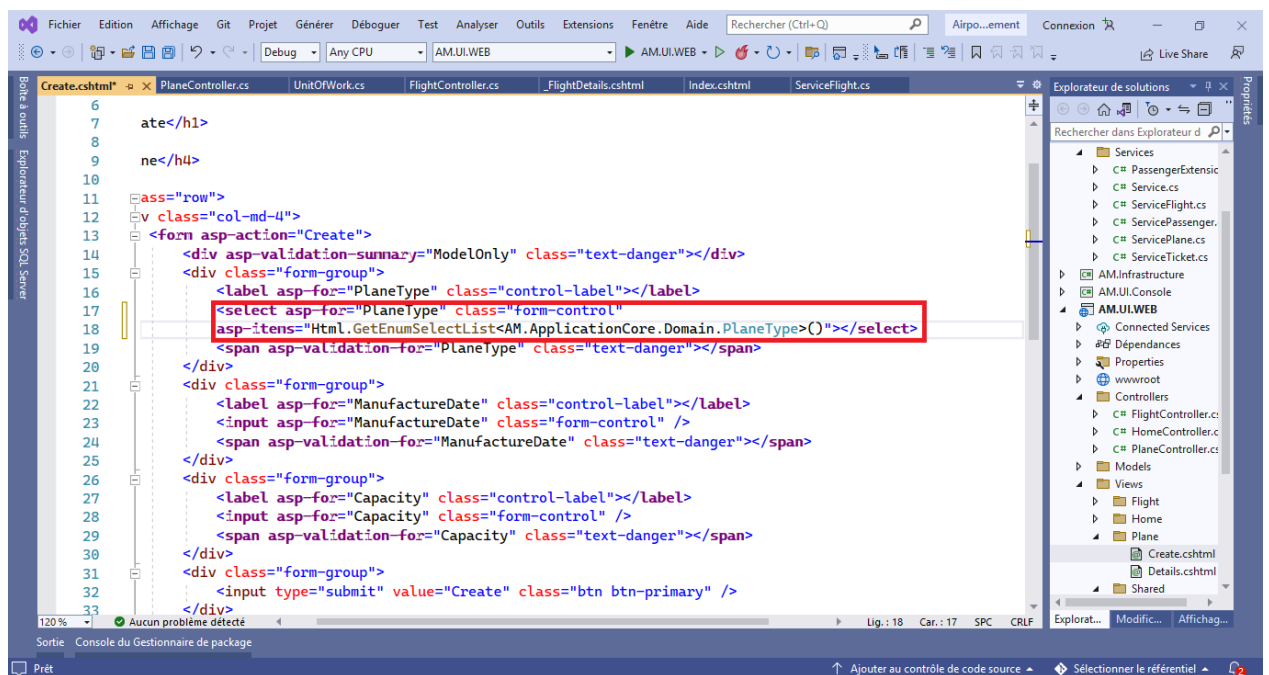 Fichier Edition Affichage Git Projet Générer Déboguer Test Analyser Outils Extensions Fenêtre Aide Rechercher (Ctrl+Q) Airpo...ement Connexion
Debug Any CPU AM.UI.WEB AM.UI.WEB Live Share
Create.cshtml* PlaneController.cs UnitOfWork.cs FlightController.cs _FlightDetails.cshtml Index.cshtml ServiceFlight.cs
Boîte à outils
Explorateur d'objets SQL Server
6
7 ate</h1>
8
9 ne</h4>
10
11 ass="row">
12 v class="col-md-4">
13 <form asp-action="Create">
14 <div asp-validation-summary="ModelOnly" class="text-danger"></div>
15 <div class="form-group">
16 <label asp-for="PlaneType" class="control-label"></label>
17 <select asp-for="PlaneType" class="form-control"
18 asp-items="Html.GetEnumSelectList<AM.ApplicationCore.Domain.PlaneType>()"></select>
19 <span asp-validation-for="PlaneType" class="text-danger"></span>
20 </div>
21 <div class="form-group">
22 <label asp-for="ManufactureDate" class="control-label"></label>
23 <input asp-for="ManufactureDate" class="form-control" />
24 <span asp-validation-for="ManufactureDate" class="text-danger"></span>
25 </div>
26 <div class="form-group">
27 <label asp-for="Capacity" class="control-label"></label>
28 <input asp-for="Capacity" class="form-control" />
29 <span asp-validation-for="Capacity" class="text-danger"></span>
30 </div>
31 <div class="form-group">
32 <input type="submit" value="Create" class="btn btn-primary" />
33 </div>
120 % Aucun problème détecté Lig. : 18 Car. : 17 SPC CRLF
Explorateur de solutions
Rechercher dans Explorateur d
Services
C# PassengerExtensic
C# Service.cs
C# ServiceFlight.cs
C# ServicePassenger.
C# ServicePlane.cs
C# ServiceTicket.cs
C# AM.Infrastructure
C# AM.UI.Console
AM.UI.WEB
Connected Services
Dépendances
Properties
wwwroot
Controllers
C# FlightController.c
C# HomeController.c
C# PlaneController.cs
Models
Views
Flight
Home
Plane
Create.cshtml
Details.cshtml
Shared
Explorat... Modific... Affichag...
Propriétés
Sortie Console du Gestionnaire de package
Prêt Ajouter au contrôle de code source Sélectionner le référentiel 2